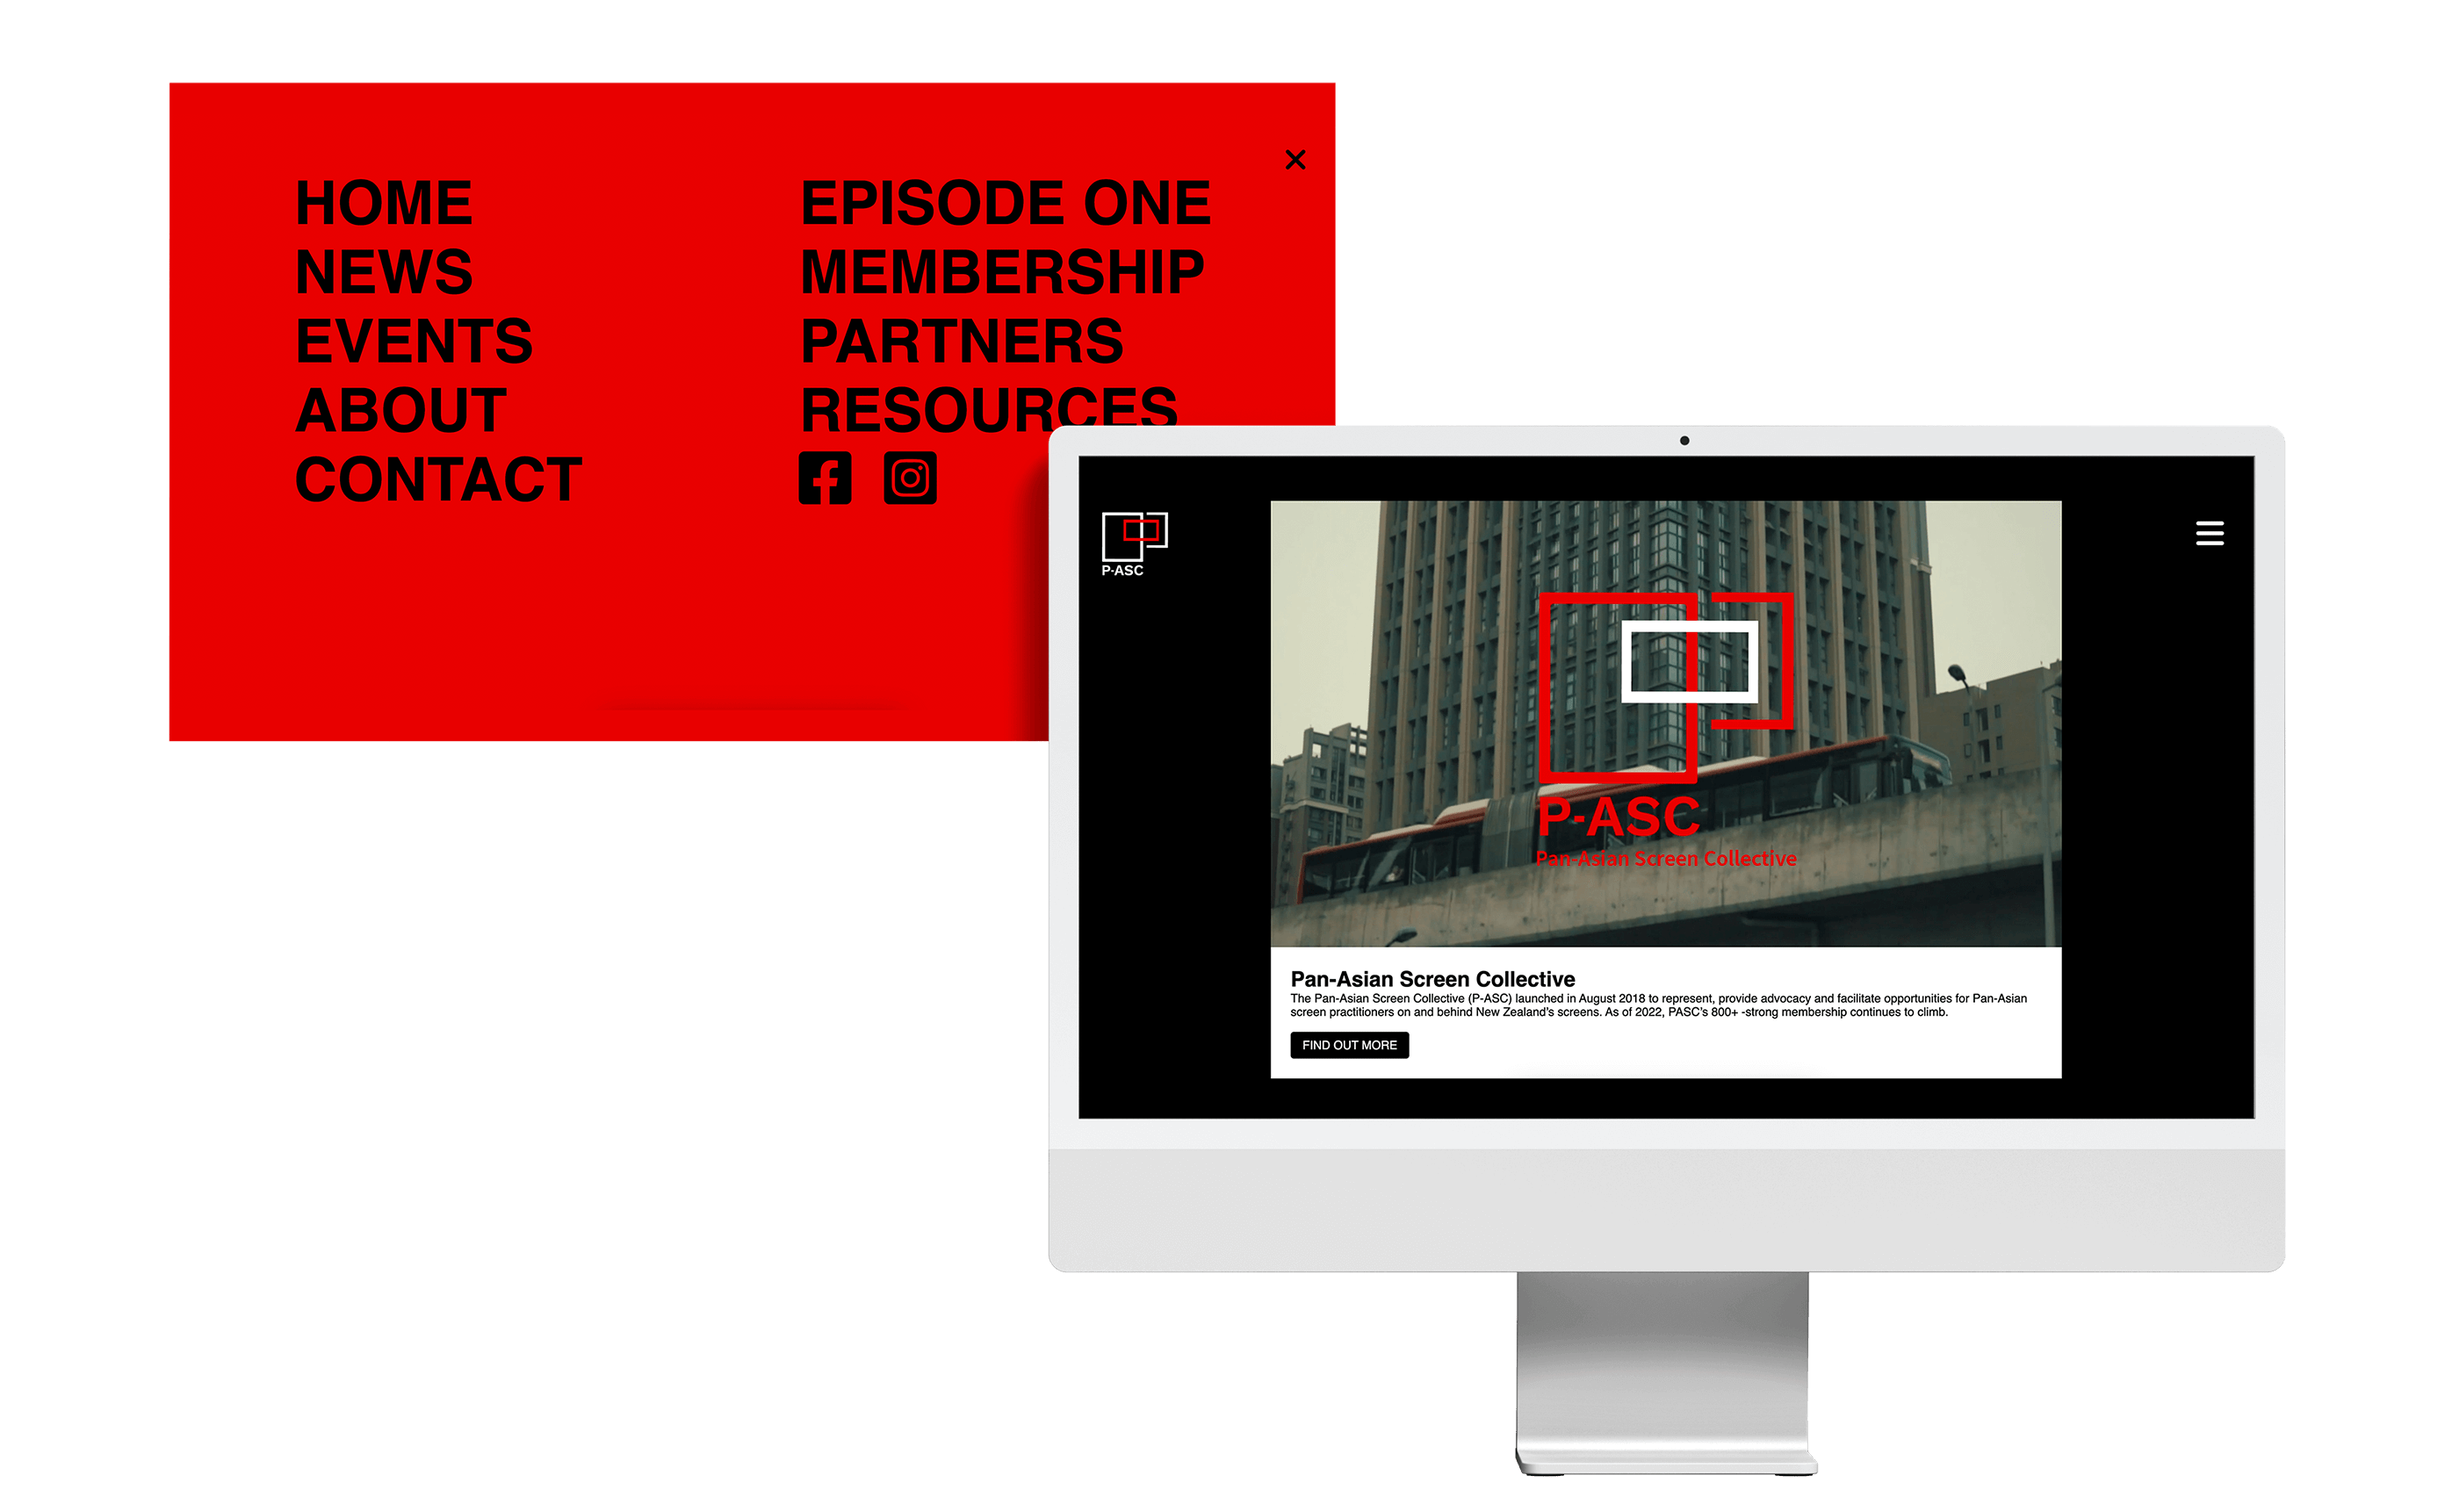 HOME
NEWS
EVENTS
ABOUT
CONTACT
EPISODE ONE
MEMBERSHIP
PARTNERS
RESOURCES
P-ASC
P-ASC
Pan-Asian Screen Collective
Pan-Asian Screen Collective
The Pan-Asian Screen Collective (P-ASC) launched in August 2018 to represent, provide advocacy and facilitate opportunities for Pan-Asian
screen practitioners on and behind New Zealand's screens. As of 2022, PASC's 800+ -strong membership continues to climb.
FIND OUT MORE